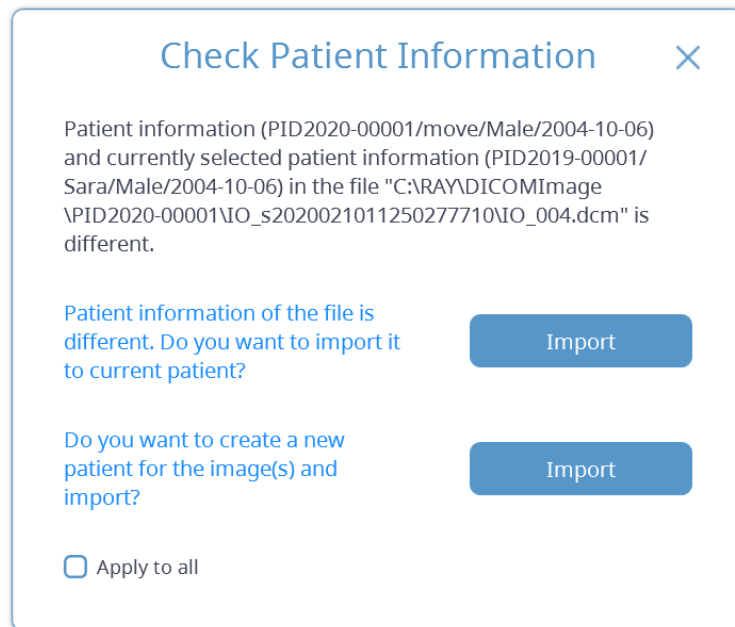 Check Patient Information
Patient information (PID2020-00001/move/Male/2004-10-06)
and currently selected patient information (PID2019-00001/
Sara/Male/2004-10-06) in the file "C:\RAY\DICOMImage
\PID2020-00001\IO_s2020021011250277710\IO_004.dcm" is
different.
Patient information of the file is
different. Do you want to import it
to current patient?
Import
Do you want to create a new
patient for the image(s) and
import?
Import
Apply to all